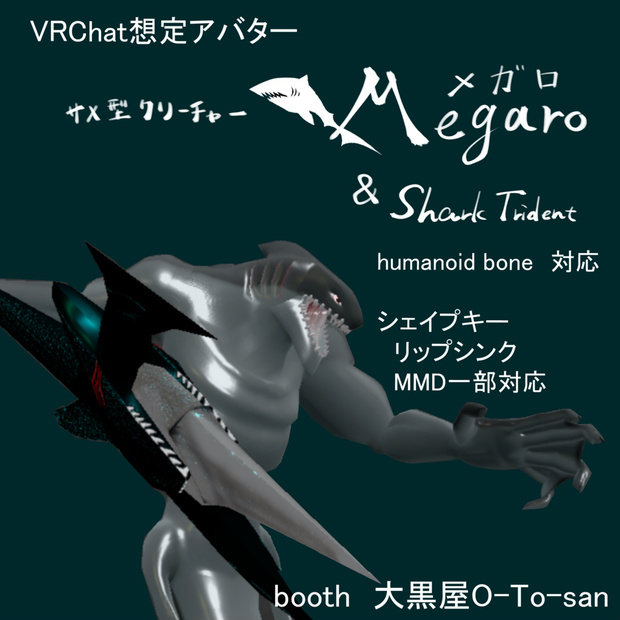 VRChat想定アバター
メガロ
サメ型クリーチャー
Megaro
& Shark Trident
humanoid bone 対応
シェイプキー
リップシンク
MMD一部対応
booth 大黒屋O-To-san